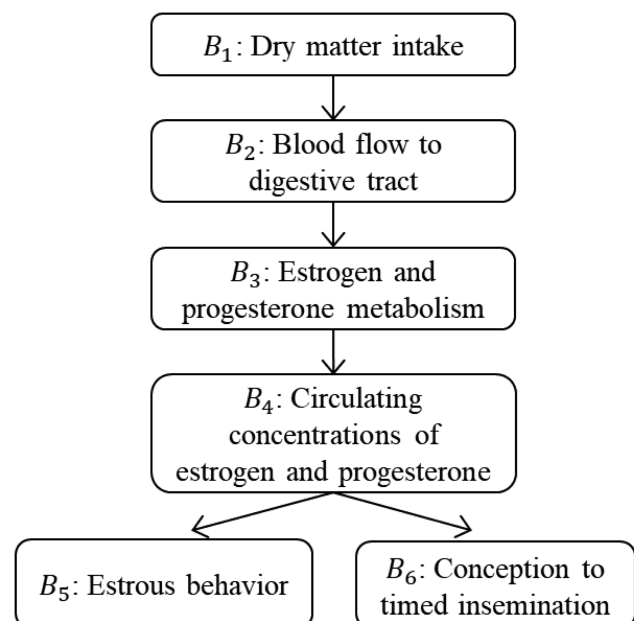 B₁: Dry matter intake
B₂: Blood flow to
digestive tract
B₃: Estrogen and
progesterone metabolism
B₄: Circulating
concentrations of
estrogen and progesterone
B₅: Estrous behavior
B₆: Conception to
timed insemination